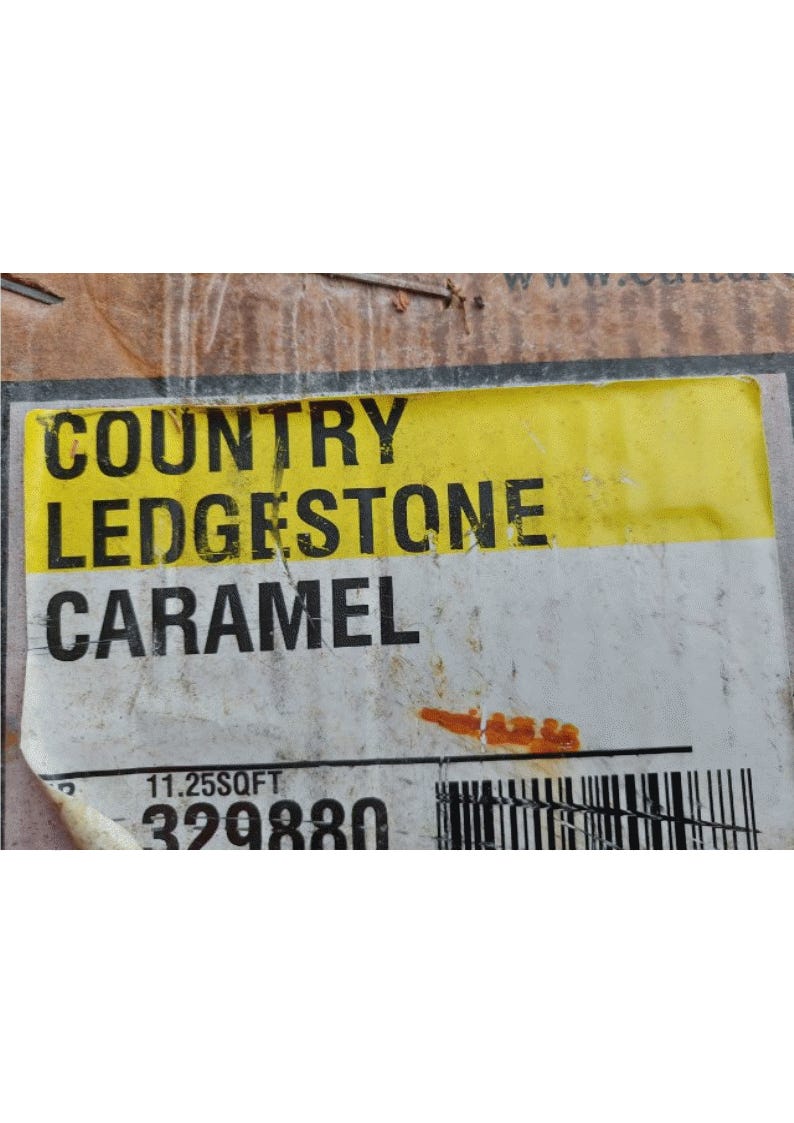 COUNTRY
LEDGESTONE
CARAMEL
11.25SQFT
329880